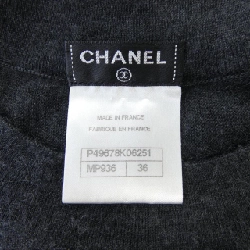 CHANEL
MADE IN FRANCE
FABRIQUE EN FRANCE
P49678K06251
MP936 36